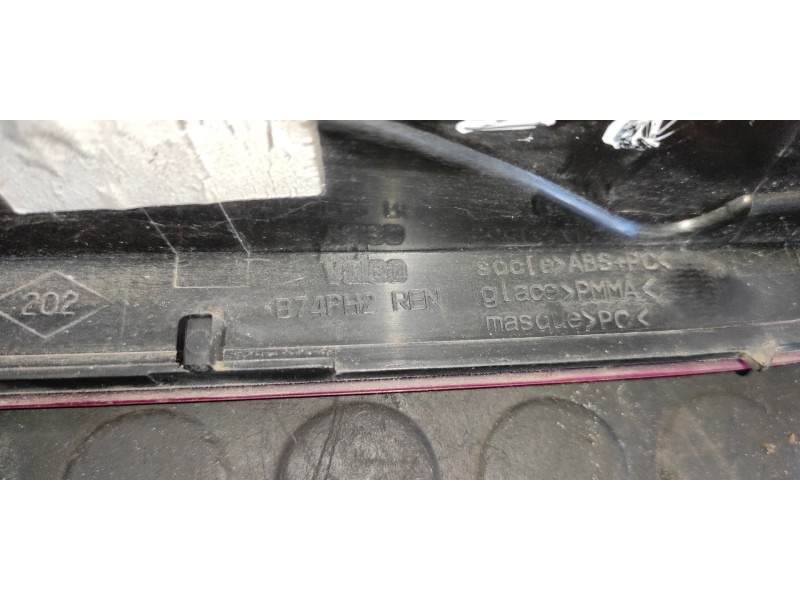 Valeo
socle>ABS+PC<
202
B74PH2 REN
glace>PMMA<
masque>PC<